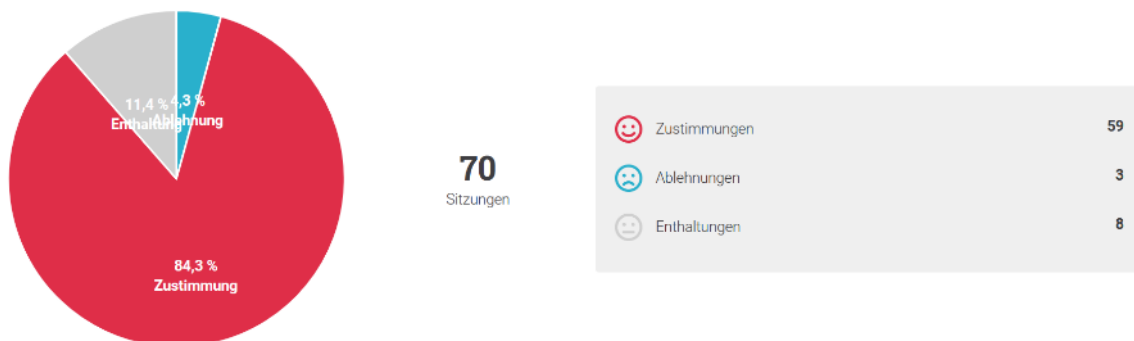 11,4 %
Enthaltung
4,3 %
Ablehnung
84,3 %
Zustimmung
70
Sitzungen
Zustimmungen 59
Ablehnungen 3
Enthaltungen 8